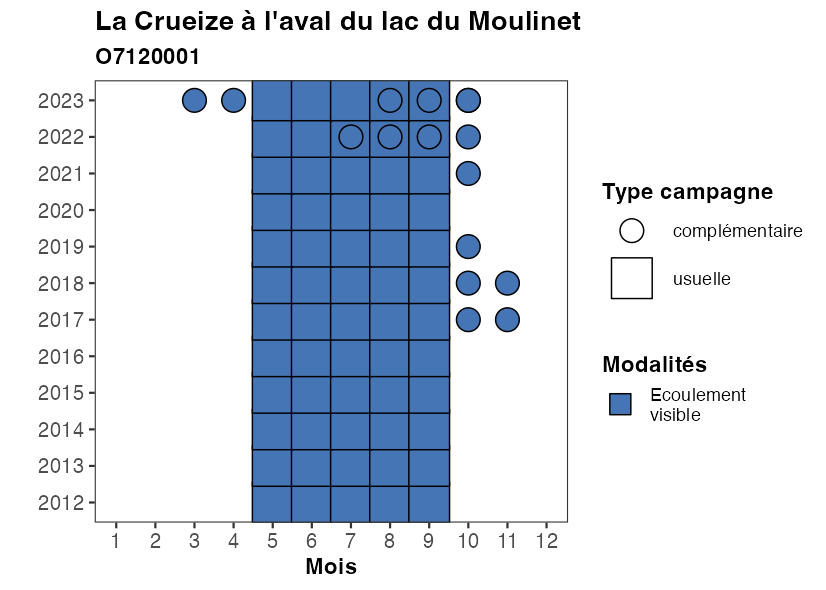 La Crueize à l'aval du lac du Moulinet
O7120001
2023
2022
2021
2020
2019
2018
2017
2016
2015
2014
2013
2012
1 2 3 4 5 6 7 8 9 10 11 12
Mois
Type campagne
complémentaire
usuelle
Modalités
Ecoulement
visible